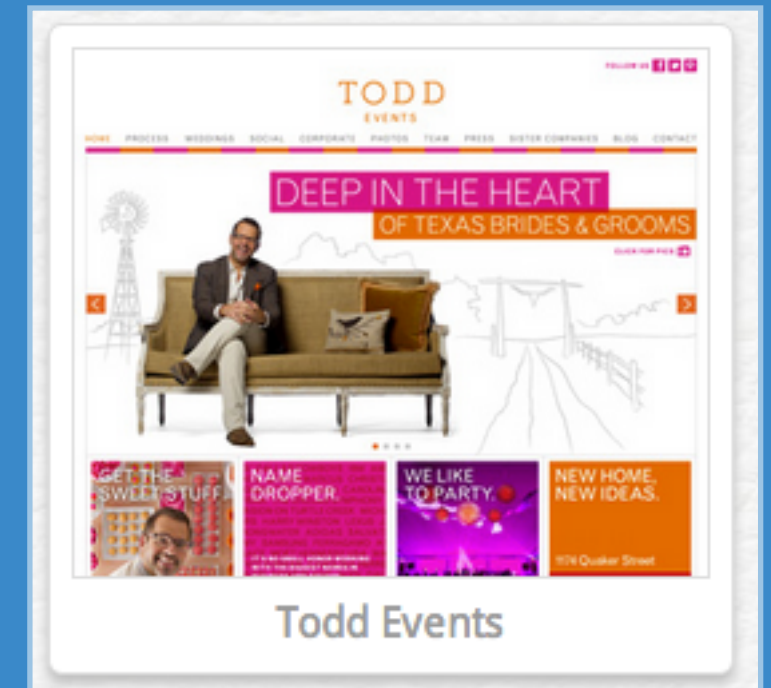 FOLLOW US
TODD
EVENTS
HOME PROCESS WEDDINGS SOCIAL CORPORATE PHOTOS TEAM PRESS SISTER COMPANIES BLOG CONTACT
DEEP IN THE HEART
OF TEXAS BRIDES & GROOMS
CLICK FOR PICS
GET THE
SWEET STUFF
NAME
DROPPER.
WE LIKE
TO PARTY.
NEW HOME,
NEW IDEAS.
1174 Quaker Street
Todd Events